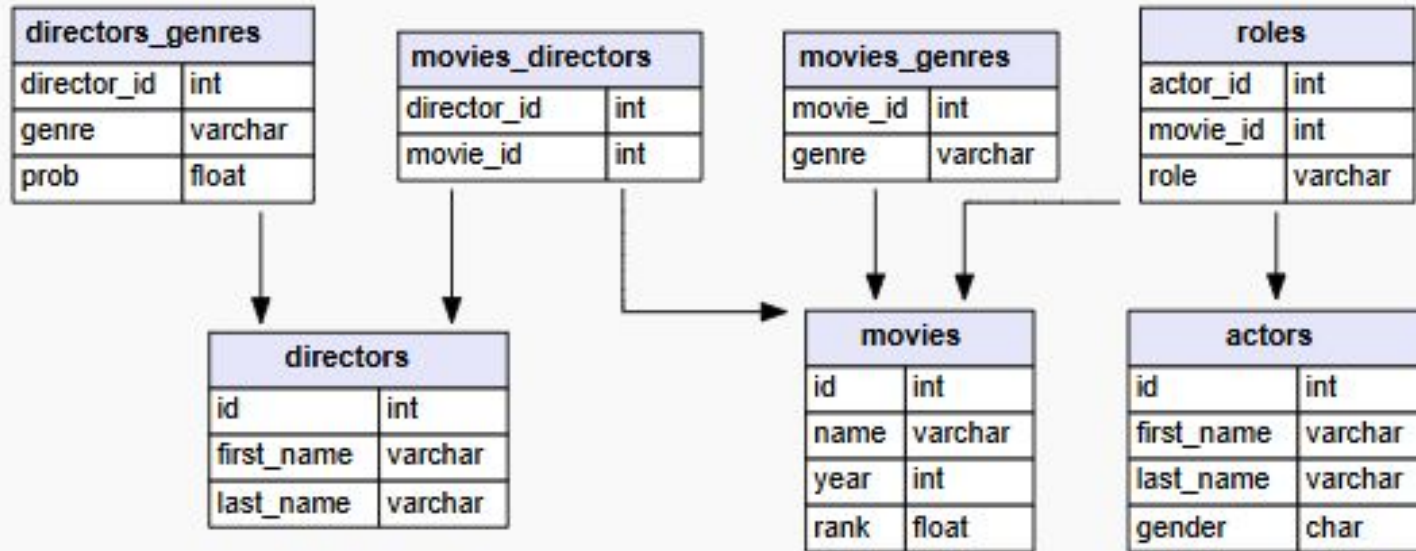 directors_genres
director_id int
genre varchar
prob float
movies_directors
director_id int
movie_id int
movies_genres
movie_id int
genre varchar
roles
actor_id int
movie_id int
role varchar
directors
id int
first_name varchar
last_name varchar
movies
id int
name varchar
year int
rank float
actors
id int
first_name varchar
last_name varchar
gender char